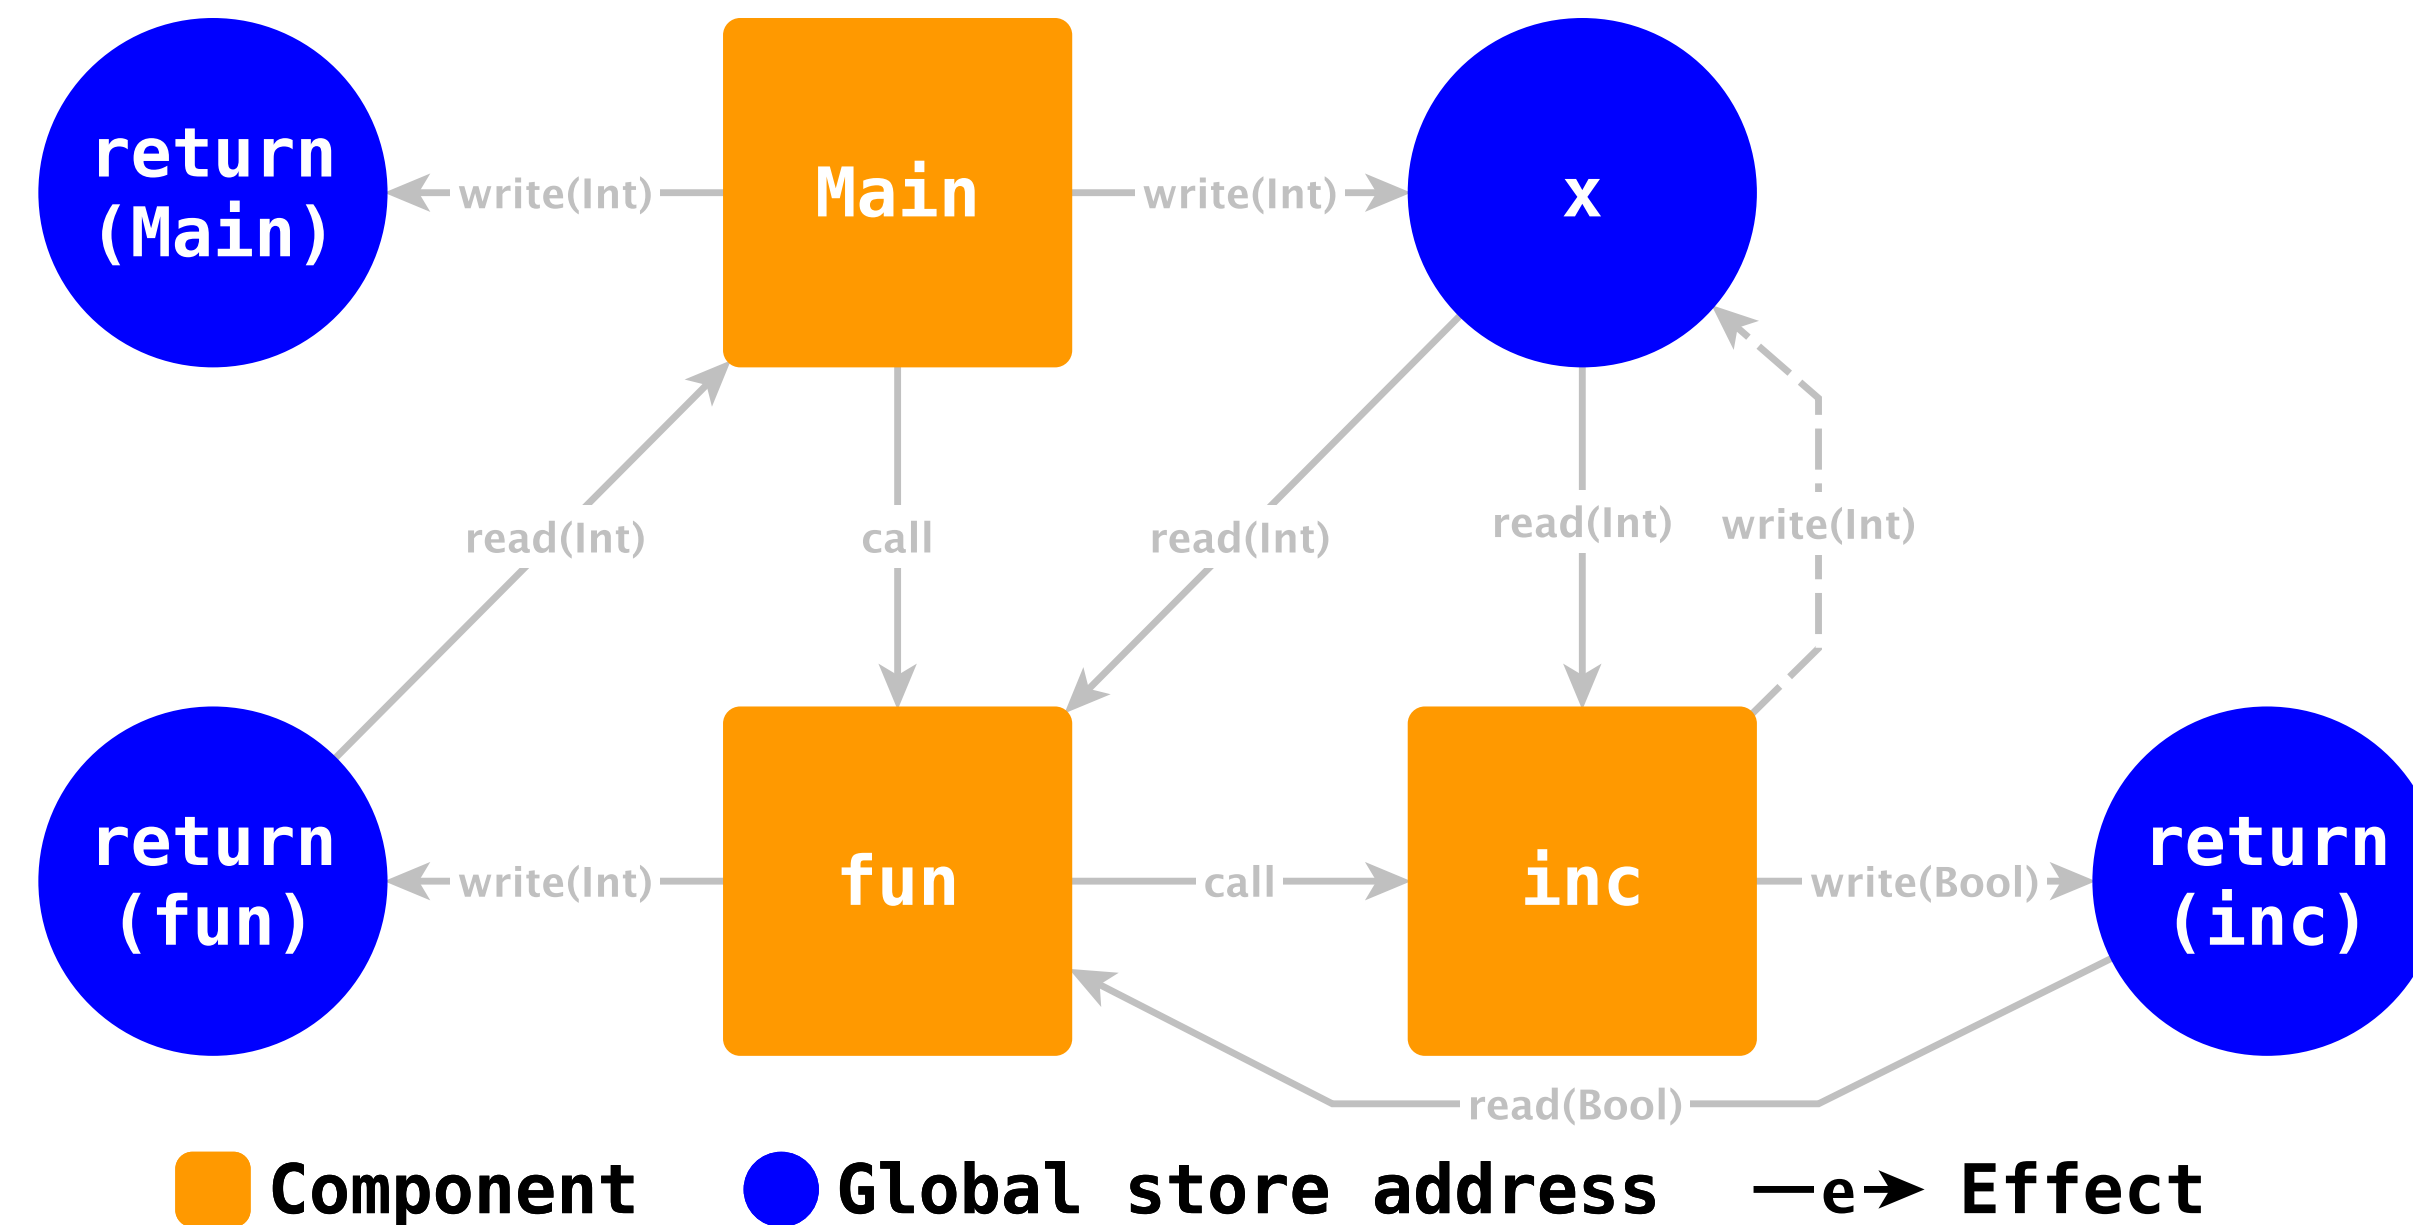 return
(Main)
write(Int)
Main
write(Int)
x
read(Int)
call
read(Int)
read(Int)
write(Int)
return
(fun)
write(Int)
fun
call
inc
write(Bool)
return
(inc)
read(Bool)
Component
Global store address
e
Effect